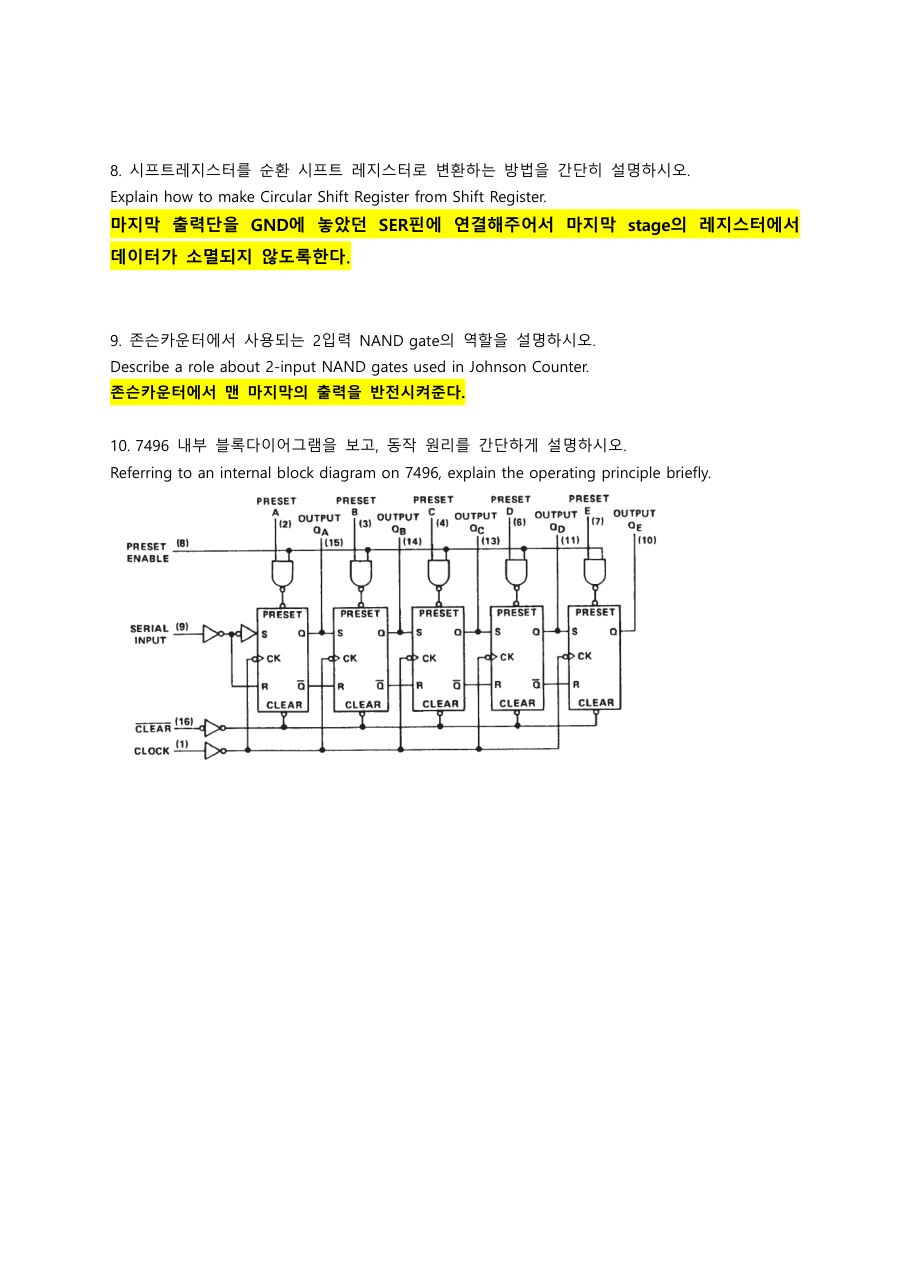 8. 시프트레지스터를 순환 시프트 레지스터로 변환하는 방법을 간단히 설명하시오.
Explain how to make Circular Shift Register from Shift Register.
마지막 출력단을 GND에 놓았던 SER핀에 연결해주어서 마지막 stage의 레지스터에서
데이터가 소멸되지 않도록한다.
9. 존슨카운터에서 사용되는 2입력 NAND gate의 역할을 설명하시오.
Describe a role about 2-input NAND gates used in Johnson Counter.
존슨카운터에서 맨 마지막의 출력을 반전시켜준다.
10. 7496 내부 블록다이어그램을 보고, 동작 원리를 간단하게 설명하시오.
Referring to an internal block diagram on 7496, explain the operating principle briefly.
PRESET PRESET PRESET PRESET PRESET
A B C D E
(2) (3) (4) (6) (7)
OUTPUT OUTPUT OUTPUT OUTPUT OUTPUT
QA QB QC QD QE
(15) (14) (13) (11) (10)
PRESET (8)
ENABLE
PRESET PRESET PRESET PRESET PRESET
SERIAL (9)
INPUT
S Q S Q S Q S Q S Q
CK CK CK CK CK
R Q̅ R Q̅ R Q̅ R Q̅ R
CLEAR CLEAR CLEAR CLEAR CLEAR
C̅L̅E̅A̅R̅ (16)
CLOCK (1)